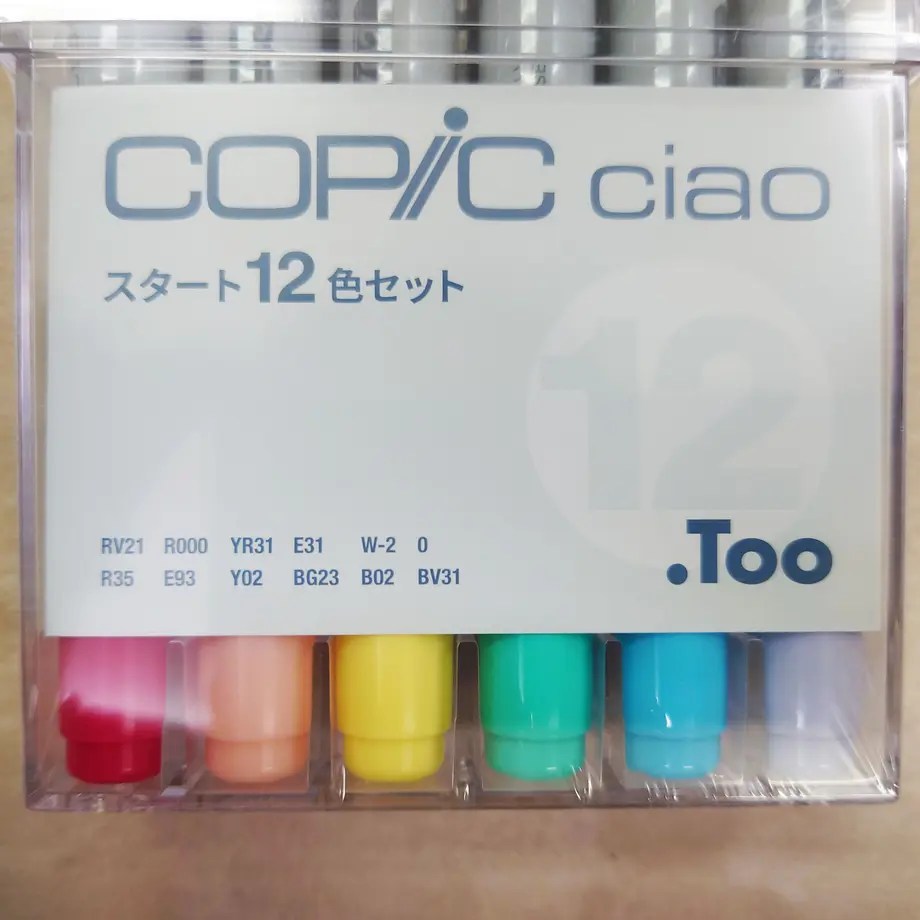 COPiC ciao
スタート12色セット
12
RV21 R000 YR31 E31 W-2 0
R35 E93 Y02 BG23 B02 BV31
.Too